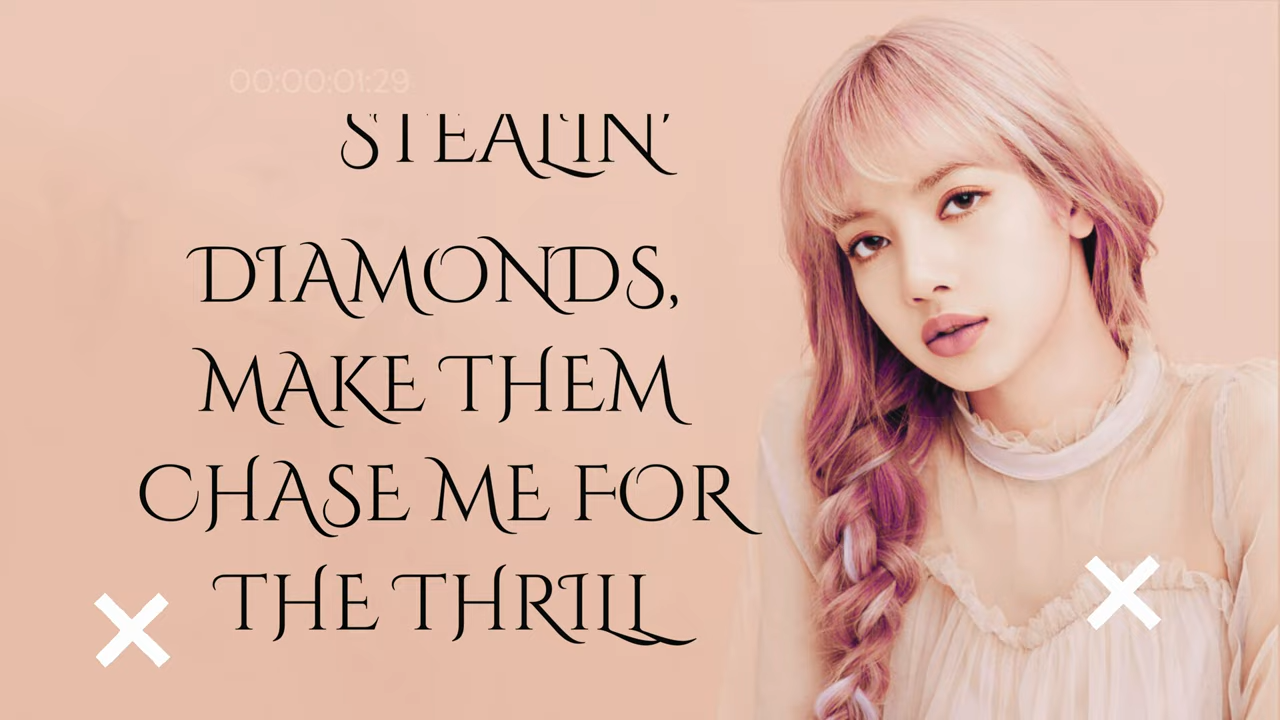 00:00:01:29
STEALIN'
DIAMONDS,
MAKE THEM
CHASE ME FOR
THE THRILL